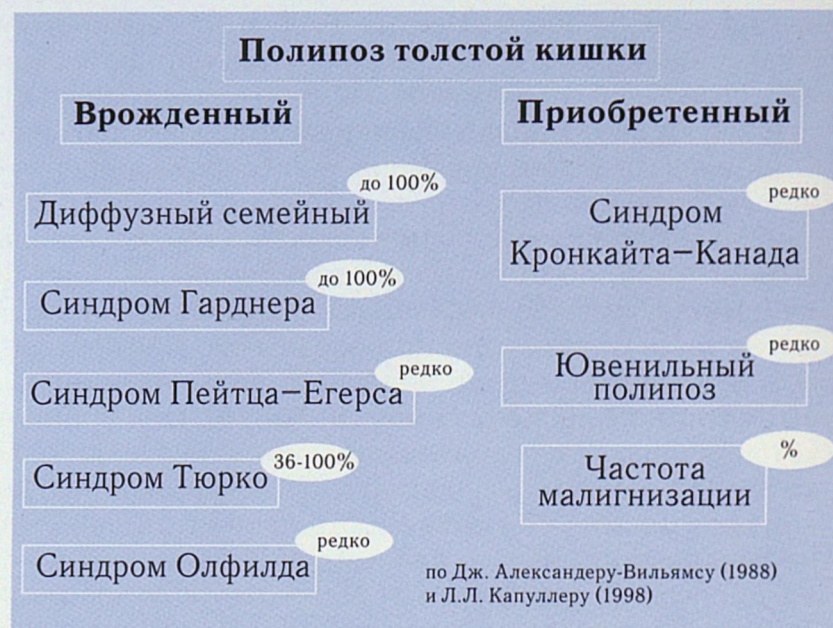 Полипоз толстой кишки
Врожденный
Приобретенный
до 100%
Диффузный семейный
до 100%
Синдром Гарднера
редко
Синдром Пейтца–Егерса
36-100%
Синдром Тюрко
редко
Синдром Олфилда
редко
Синдром
Кронкайта–Канада
редко
Ювенильный
полипоз
%
Частота
малигнизации
по Дж. Александеру-Вильямсу (1988)
и Л.Л. Капуллеру (1998)